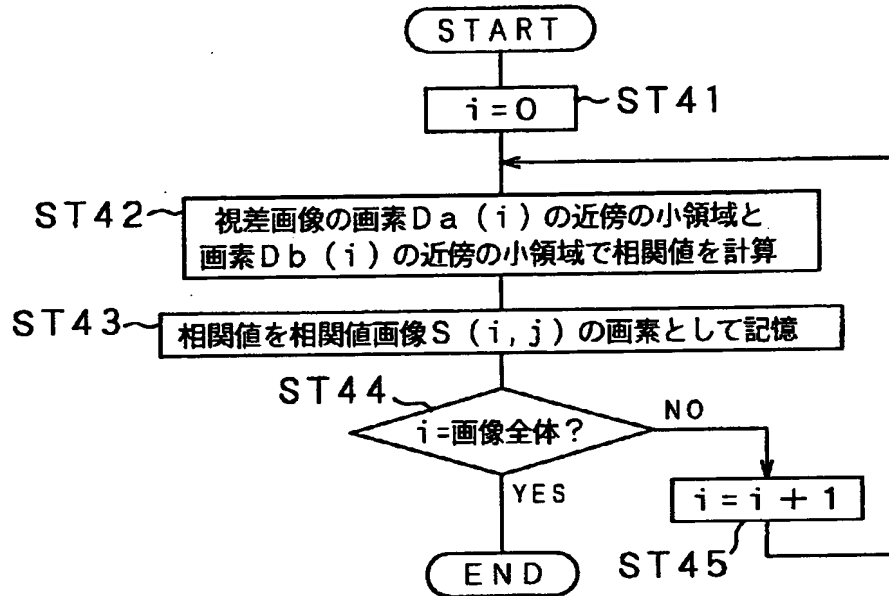 START
i=0
ST41
ST42
視差画像の画素Da(i)の近傍の小領域と
画素Db(i)の近傍の小領域で相関値を計算
ST43
相関値を相関値画像S(i,j)の画素として記憶
ST44
i=画像全体?
NO
YES
i=i+1
ST45
END